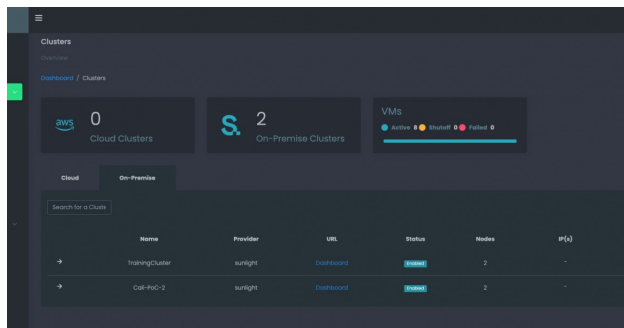 Clusters
Overview
Dashboard / Clusters
aws
0
Cloud Clusters
S.
2
On-Premise Clusters
VMs
Active 8 Shutoff 0 Failed 0
Cloud On-Premise
Search for a Cluste
Name Provider URL Status Nodes IP(s)
TrainingCluster sunlight Dashboard Enabled 2 -
Cali-PoC-2 sunlight Dashboard Enabled 2 -